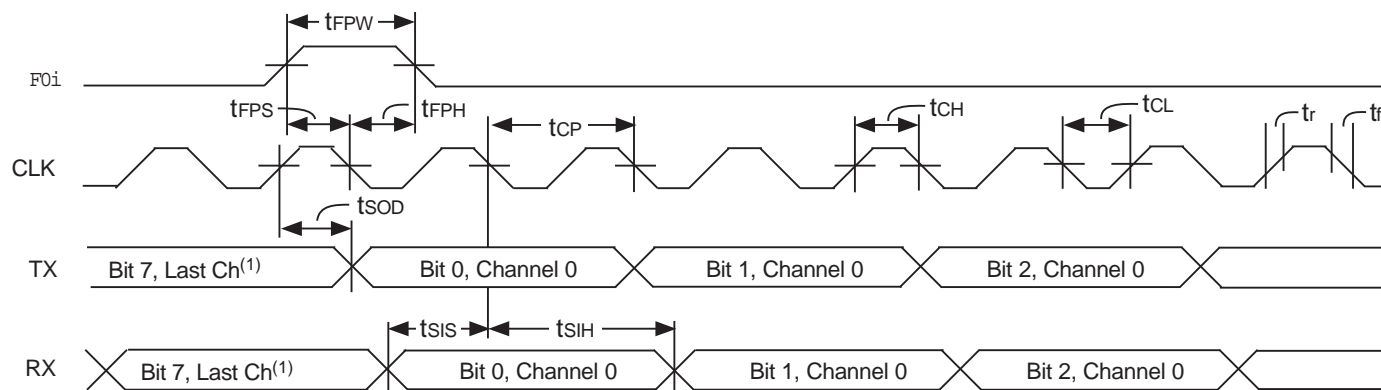 tFPW
F0i
tFPS tFPH tCP tCH tCL tr tf
CLK
tSOD
TX Bit 7, Last Ch(1) Bit 0, Channel 0 Bit 1, Channel 0 Bit 2, Channel 0
tSIS tSIH
RX Bit 7, Last Ch(1) Bit 0, Channel 0 Bit 1, Channel 0 Bit 2, Channel 0